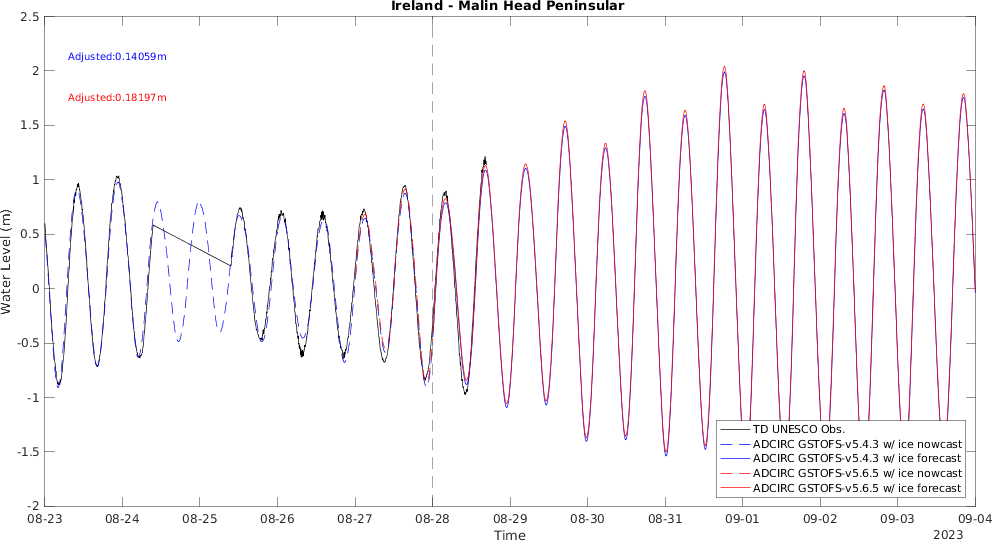 Ireland - Malin Head Peninsular
2.5
2
1.5
1
0.5
0
-0.5
-1
-1.5
-2
Water Level (m)
Adjusted:0.14059m
Adjusted:0.18197m
TD UNESCO Obs.
ADCIRC GSTOFS-v5.4.3 w/ ice nowcast
ADCIRC GSTOFS-v5.4.3 w/ ice forecast
ADCIRC GSTOFS-v5.6.5 w/ ice nowcast
ADCIRC GSTOFS-v5.6.5 w/ ice forecast
08-23 08-24 08-25 08-26 08-27 08-28 08-29 08-30 08-31 09-01 09-02 09-03 09-04
Time
2023